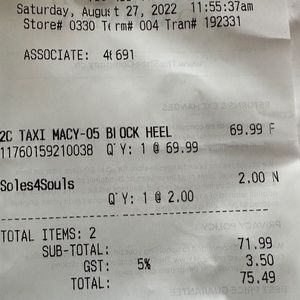 Saturday, August 27, 2022 11:55:37am
Store# 0330 Term# 004 Tran# 192331
ASSOCIATE: 40691
2C TAXI MACY-05 BLOCK HEEL 69.99 F
11760159210038 QTY: 1 @ 69.99
Soles4Souls 2.00 N
QTY: 1 @ 2.00
TOTAL ITEMS: 2
SUB-TOTAL: 71.99
GST: 5% 3.50
TOTAL: 75.49